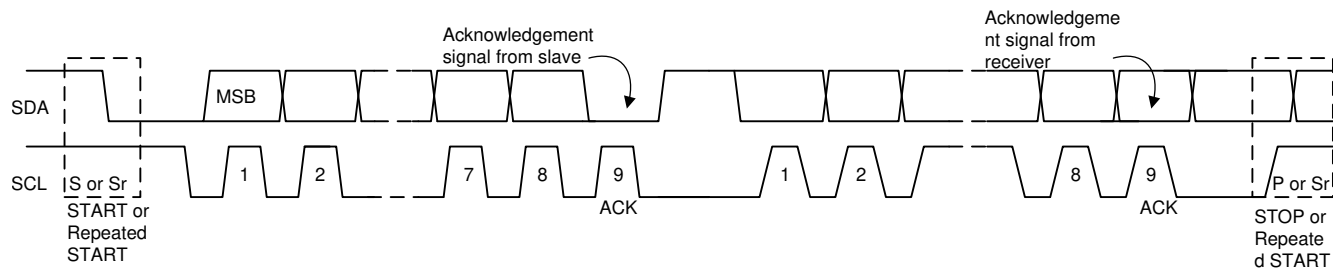 Acknowledgement
signal from slave
Acknowledgeme
nt signal from
receiver
SDA
MSB
SCL
1
2
7
8
9
1
2
8
9
S or Sr
P or Sr
ACK
ACK
START or
Repeated
START
STOP or
Repeate
d START